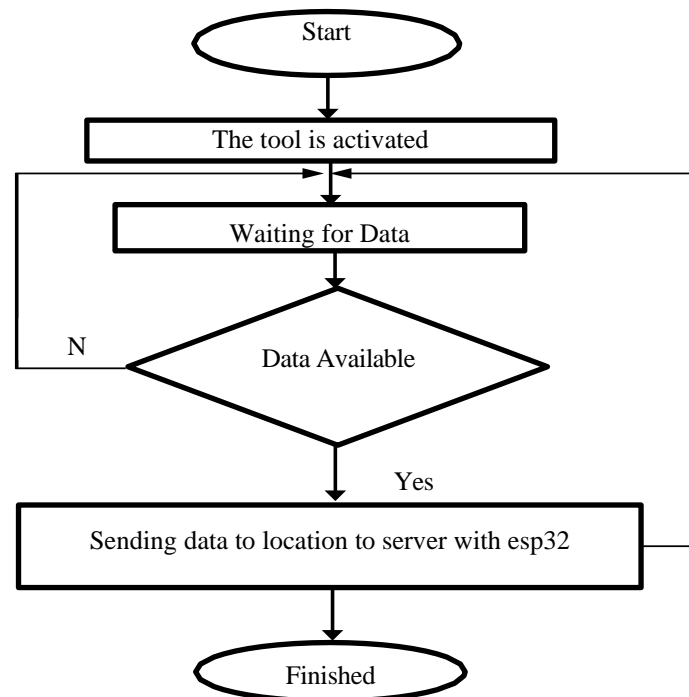 Start
The tool is activated
Waiting for Data
N
Data Available
Yes
Sending data to location to server with esp32
Finished